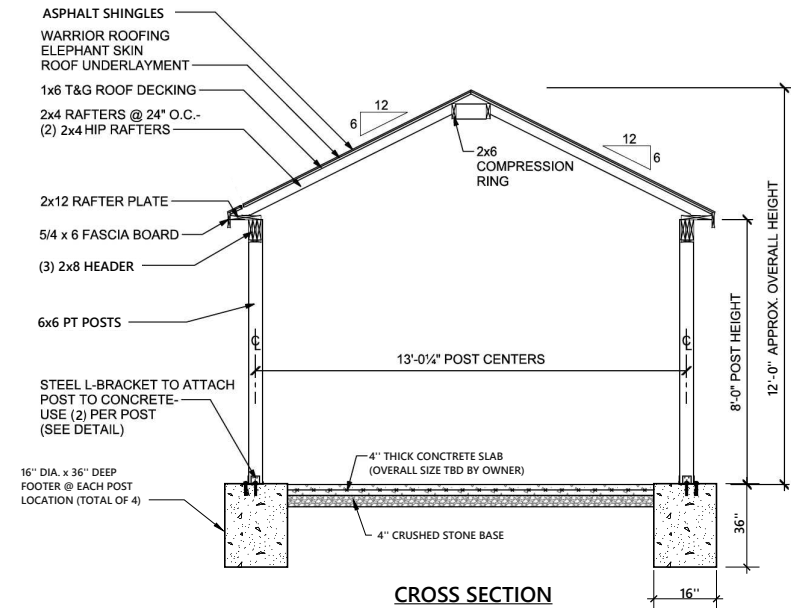 ASPHALT SHINGLES
WARRIOR ROOFING
ELEPHANT SKIN
ROOF UNDERLAYMENT
1x6 T&G ROOF DECKING
2x4 RAFTERS @ 24" O.C.-
(2) 2x4 HIP RAFTERS
12
6
12
6
2x6
COMPRESSION
RING
2x12 RAFTER PLATE
5/4 x 6 FASCIA BOARD
(3) 2x8 HEADER
6x6 PT POSTS
℄
℄
13'-0¼" POST CENTERS
8'-0" POST HEIGHT
12'-0" APPROX. OVERALL HEIGHT
STEEL L-BRACKET TO ATTACH
POST TO CONCRETE-
USE (2) PER POST
(SEE DETAIL)
4" THICK CONCTRETE SLAB
(OVERALL SIZE TBD BY OWNER)
16" DIA. x 36" DEEP
FOOTER @ EACH POST
LOCATION (TOTAL OF 4)
4" CRUSHED STONE BASE
36"
16"
CROSS SECTION